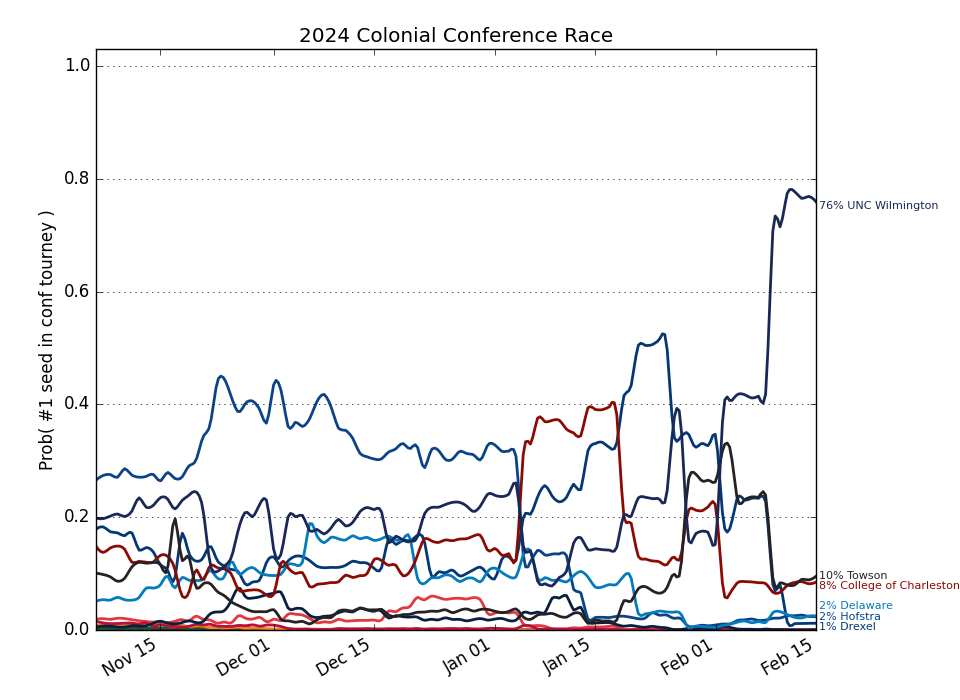 2024 Colonial Conference Race
Prob( #1 seed in conf tourney )
1.0
0.8
0.6
0.4
0.2
0.0
76% UNC Wilmington
10% Towson
8% College of Charleston
2% Delaware
2% Hofstra
1% Drexel
Nov 15
Dec 01
Dec 15
Jan 01
Jan 15
Feb 01
Feb 15